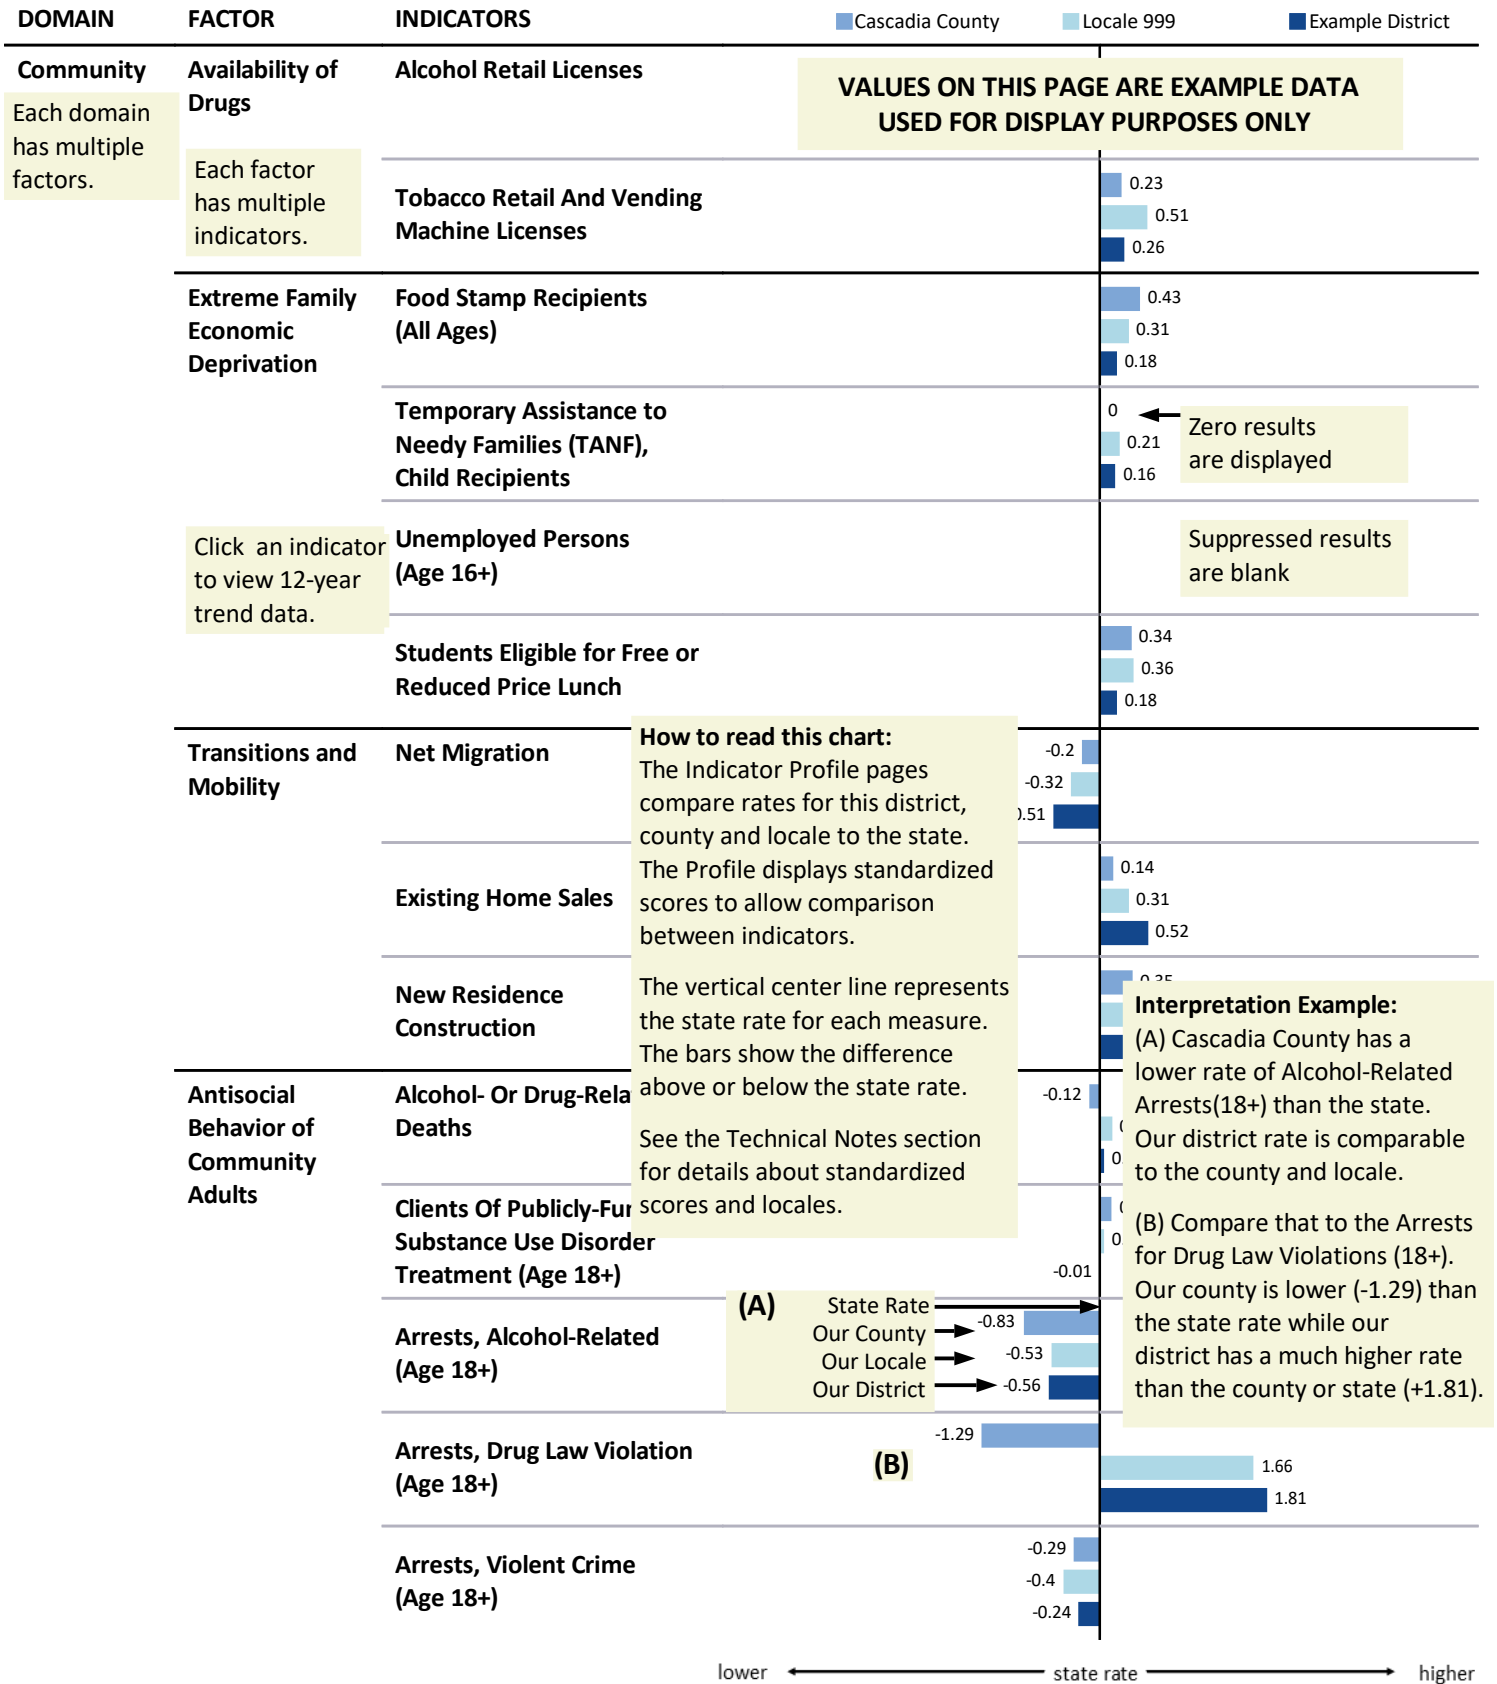 DOMAIN FACTOR INDICATORS Cascadia County Locale 999 Example District
Community
Each domain
has multiple
factors.
Availability of
Drugs
Each factor
has multiple
indicators.
Alcohol Retail Licenses
VALUES ON THIS PAGE ARE EXAMPLE DATA
USED FOR DISPLAY PURPOSES ONLY
Tobacco Retail And Vending
Machine Licenses
0.23
0.51
0.26
Extreme Family
Economic
Deprivation
Food Stamp Recipients
(All Ages)
0.43
0.31
0.18
Temporary Assistance to
Needy Families (TANF),
Child Recipients
0
0.21
0.16
Zero results
are displayed
Click an indicator
to view 12-year
trend data.
Unemployed Persons
(Age 16+)
Suppressed results
are blank
Students Eligible for Free or
Reduced Price Lunch
0.34
0.36
0.18
Transitions and
Mobility
Net Migration
-0.2
-0.32
.51
How to read this chart:
The Indicator Profile pages
compare rates for this district,
county and locale to the state.
The Profile displays standardized
scores to allow comparison
between indicators.
The vertical center line represents
the state rate for each measure.
The bars show the difference
above or below the state rate.
See the Technical Notes section
for details about standardized
scores and locales.
Existing Home Sales
0.14
0.31
0.52
New Residence
Construction
Interpretation Example:
(A) Cascadia County has a
lower rate of Alcohol-Related
Arrests(18+) than the state.
Our district rate is comparable
to the county and locale.
(B) Compare that to the Arrests
for Drug Law Violations (18+).
Our county is lower (-1.29) than
the state rate while our
district has a much higher rate
than the county or state (+1.81).
Antisocial
Behavior of
Community
Adults
Alcohol- Or Drug-Rela
Deaths
-0.12
0.
Clients Of Publicly-Fu
Substance Use Disorder
Treatment (Age 18+)
0.
-0.01
Arrests, Alcohol-Related
(Age 18+)
(A) State Rate
Our County -0.83
Our Locale -0.53
Our District -0.56
Arrests, Drug Law Violation
(Age 18+)
(B)
-1.29
1.66
1.81
Arrests, Violent Crime
(Age 18+)
-0.29
-0.4
-0.24
lower state rate higher